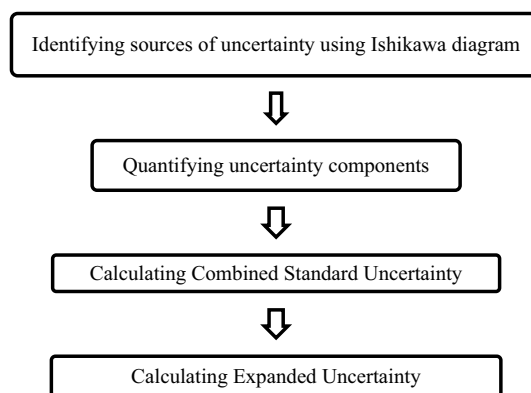 Identifying sources of uncertainty using Ishikawa diagram
Quantifying uncertainty components
Calculating Combined Standard Uncertainty
Calculating Expanded Uncertainty